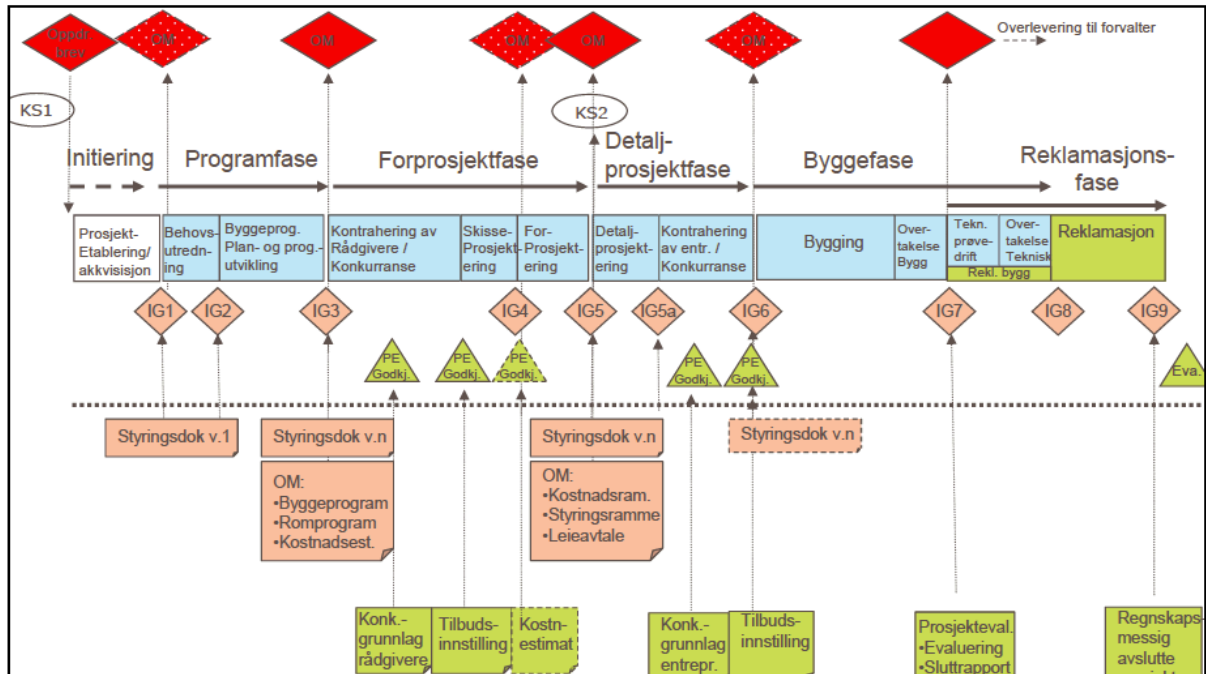 Oppdr.
brev
OM
OM
OM
OM
OM
Overlevering til forvalter
KS1
KS2
Initiering
Programfase
Forprosjektfase
Detalj-
prosjektfase
Byggefase
Reklamasjons-
fase
Prosjekt-
Etablering/
akkvisisjon
Behovs-
utredn-
ing
Byggeprog.
Plan- og prog.-
utvikling
Kontrahering av
Rådgivere /
Konkurranse
Skisse-
Prosjekt-
ering
For-
Prosjekt-
ering
Detalj-
prosjekt-
ering
Kontrahering
av entr. /
Konkurranse
Bygging
Over-
takelse
Bygg
Tekn.
prøve-
drift
Over-
takelse
Teknisk
Rekl. bygg
Reklamasjon
IG1
IG2
IG3
IG4
IG5
IG5a
IG6
IG7
IG8
IG9
PE
Godkj.
PE
Godkj.
PE
Godkj.
PE
Godkj.
PE
Godkj.
Eva.
Styringsdok v.1
Styringsdok v.n
Styringsdok v.n
Styringsdok v.n
OM:
•Byggeprogram
•Romprogram
•Kostnadsest.
OM:
•Kostnadsram.
•Styringsramme
•Leieavtale
Konk.-
grunnlag
rådgivere
Tilbuds-
innstilling
Kostn-
estimat
Konk.-
grunnlag
entrepr.
Tilbuds-
innstilling
Prosjekteval.
•Evaluering
•Sluttrapport
Regnskaps-
messig
avslutte